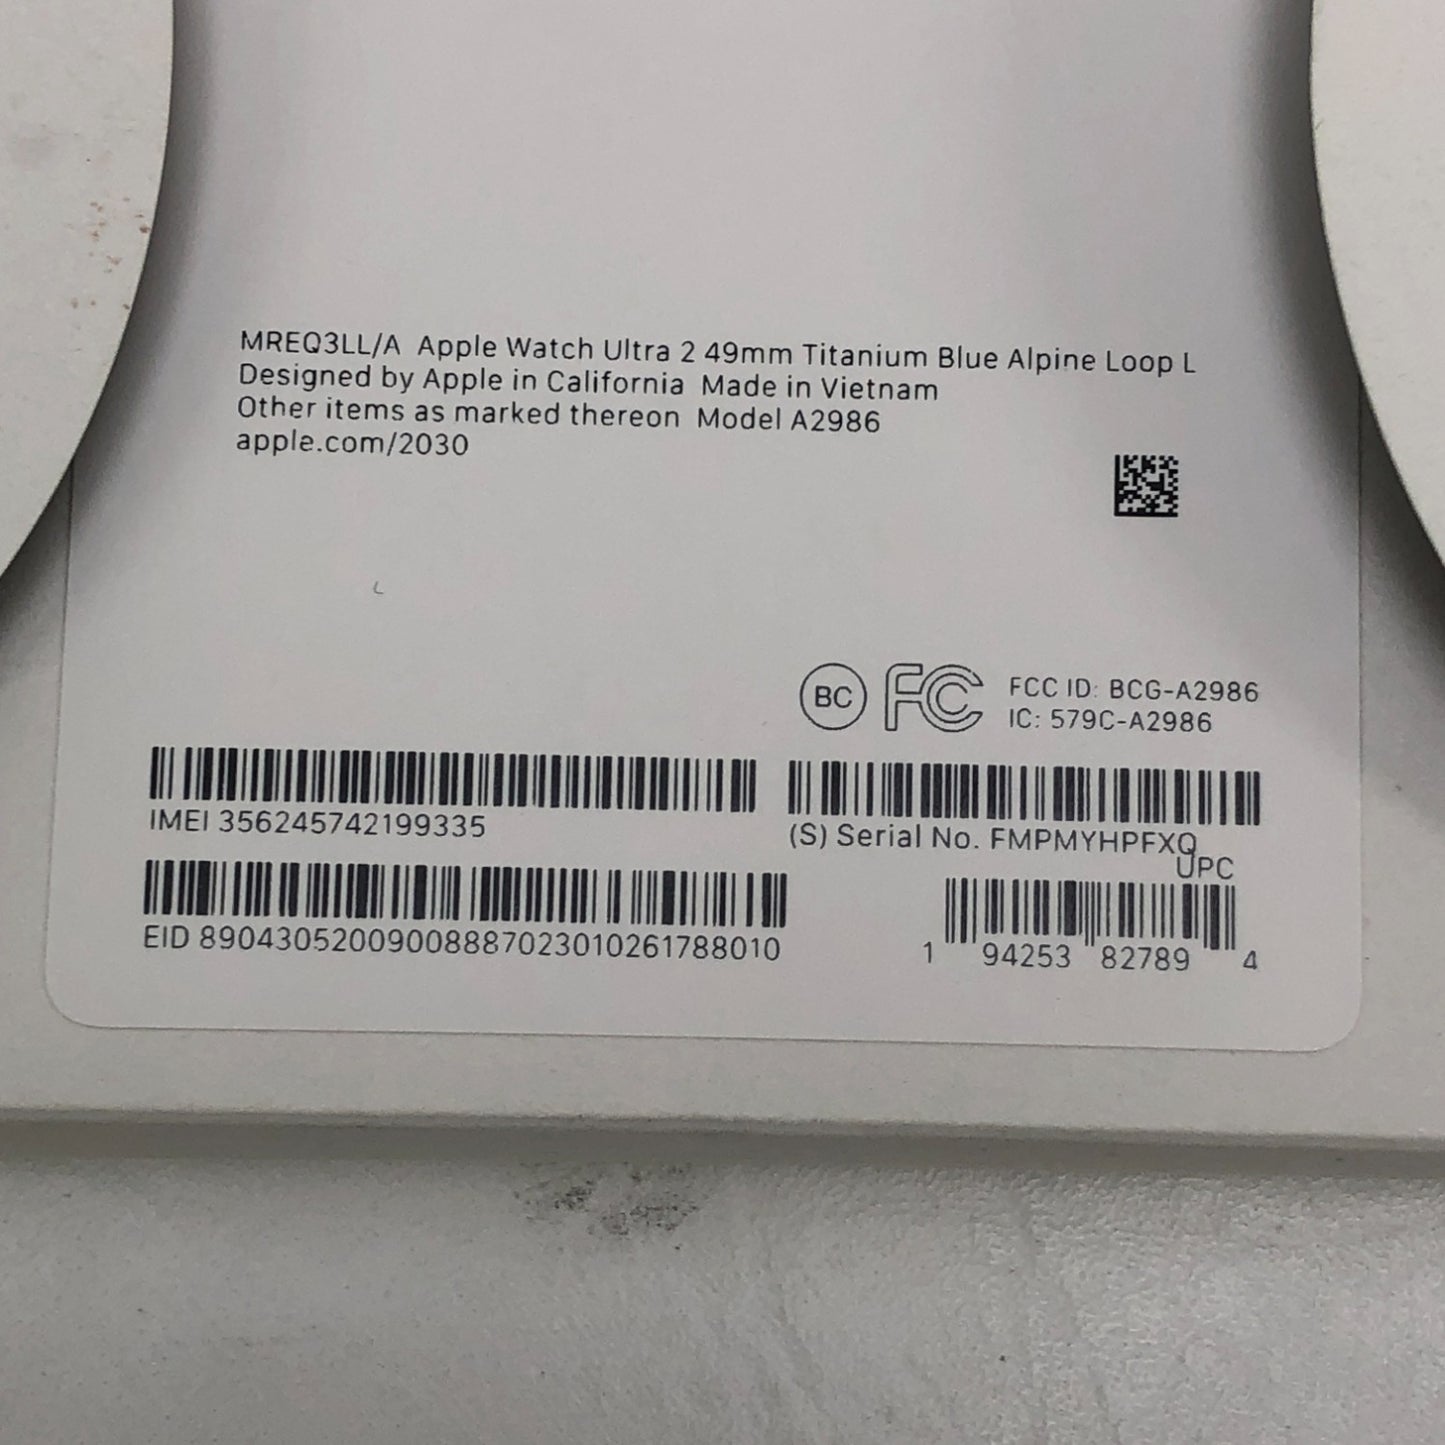 MREQ3LL/A Apple Watch Ultra 2 49mm Titanium Blue Alpine Loop L
Designed by Apple in California Made in Vietnam
Other items as marked thereon Model A2986
apple.com/2030
BC FC FCC ID: BCG-A2986
IC: 579C-A2986
IMEI 356245742199335
(S) Serial No. FMPMYHPFXQ
UPC
EID 89043052009008887023010261788010
1 94253 82789 4